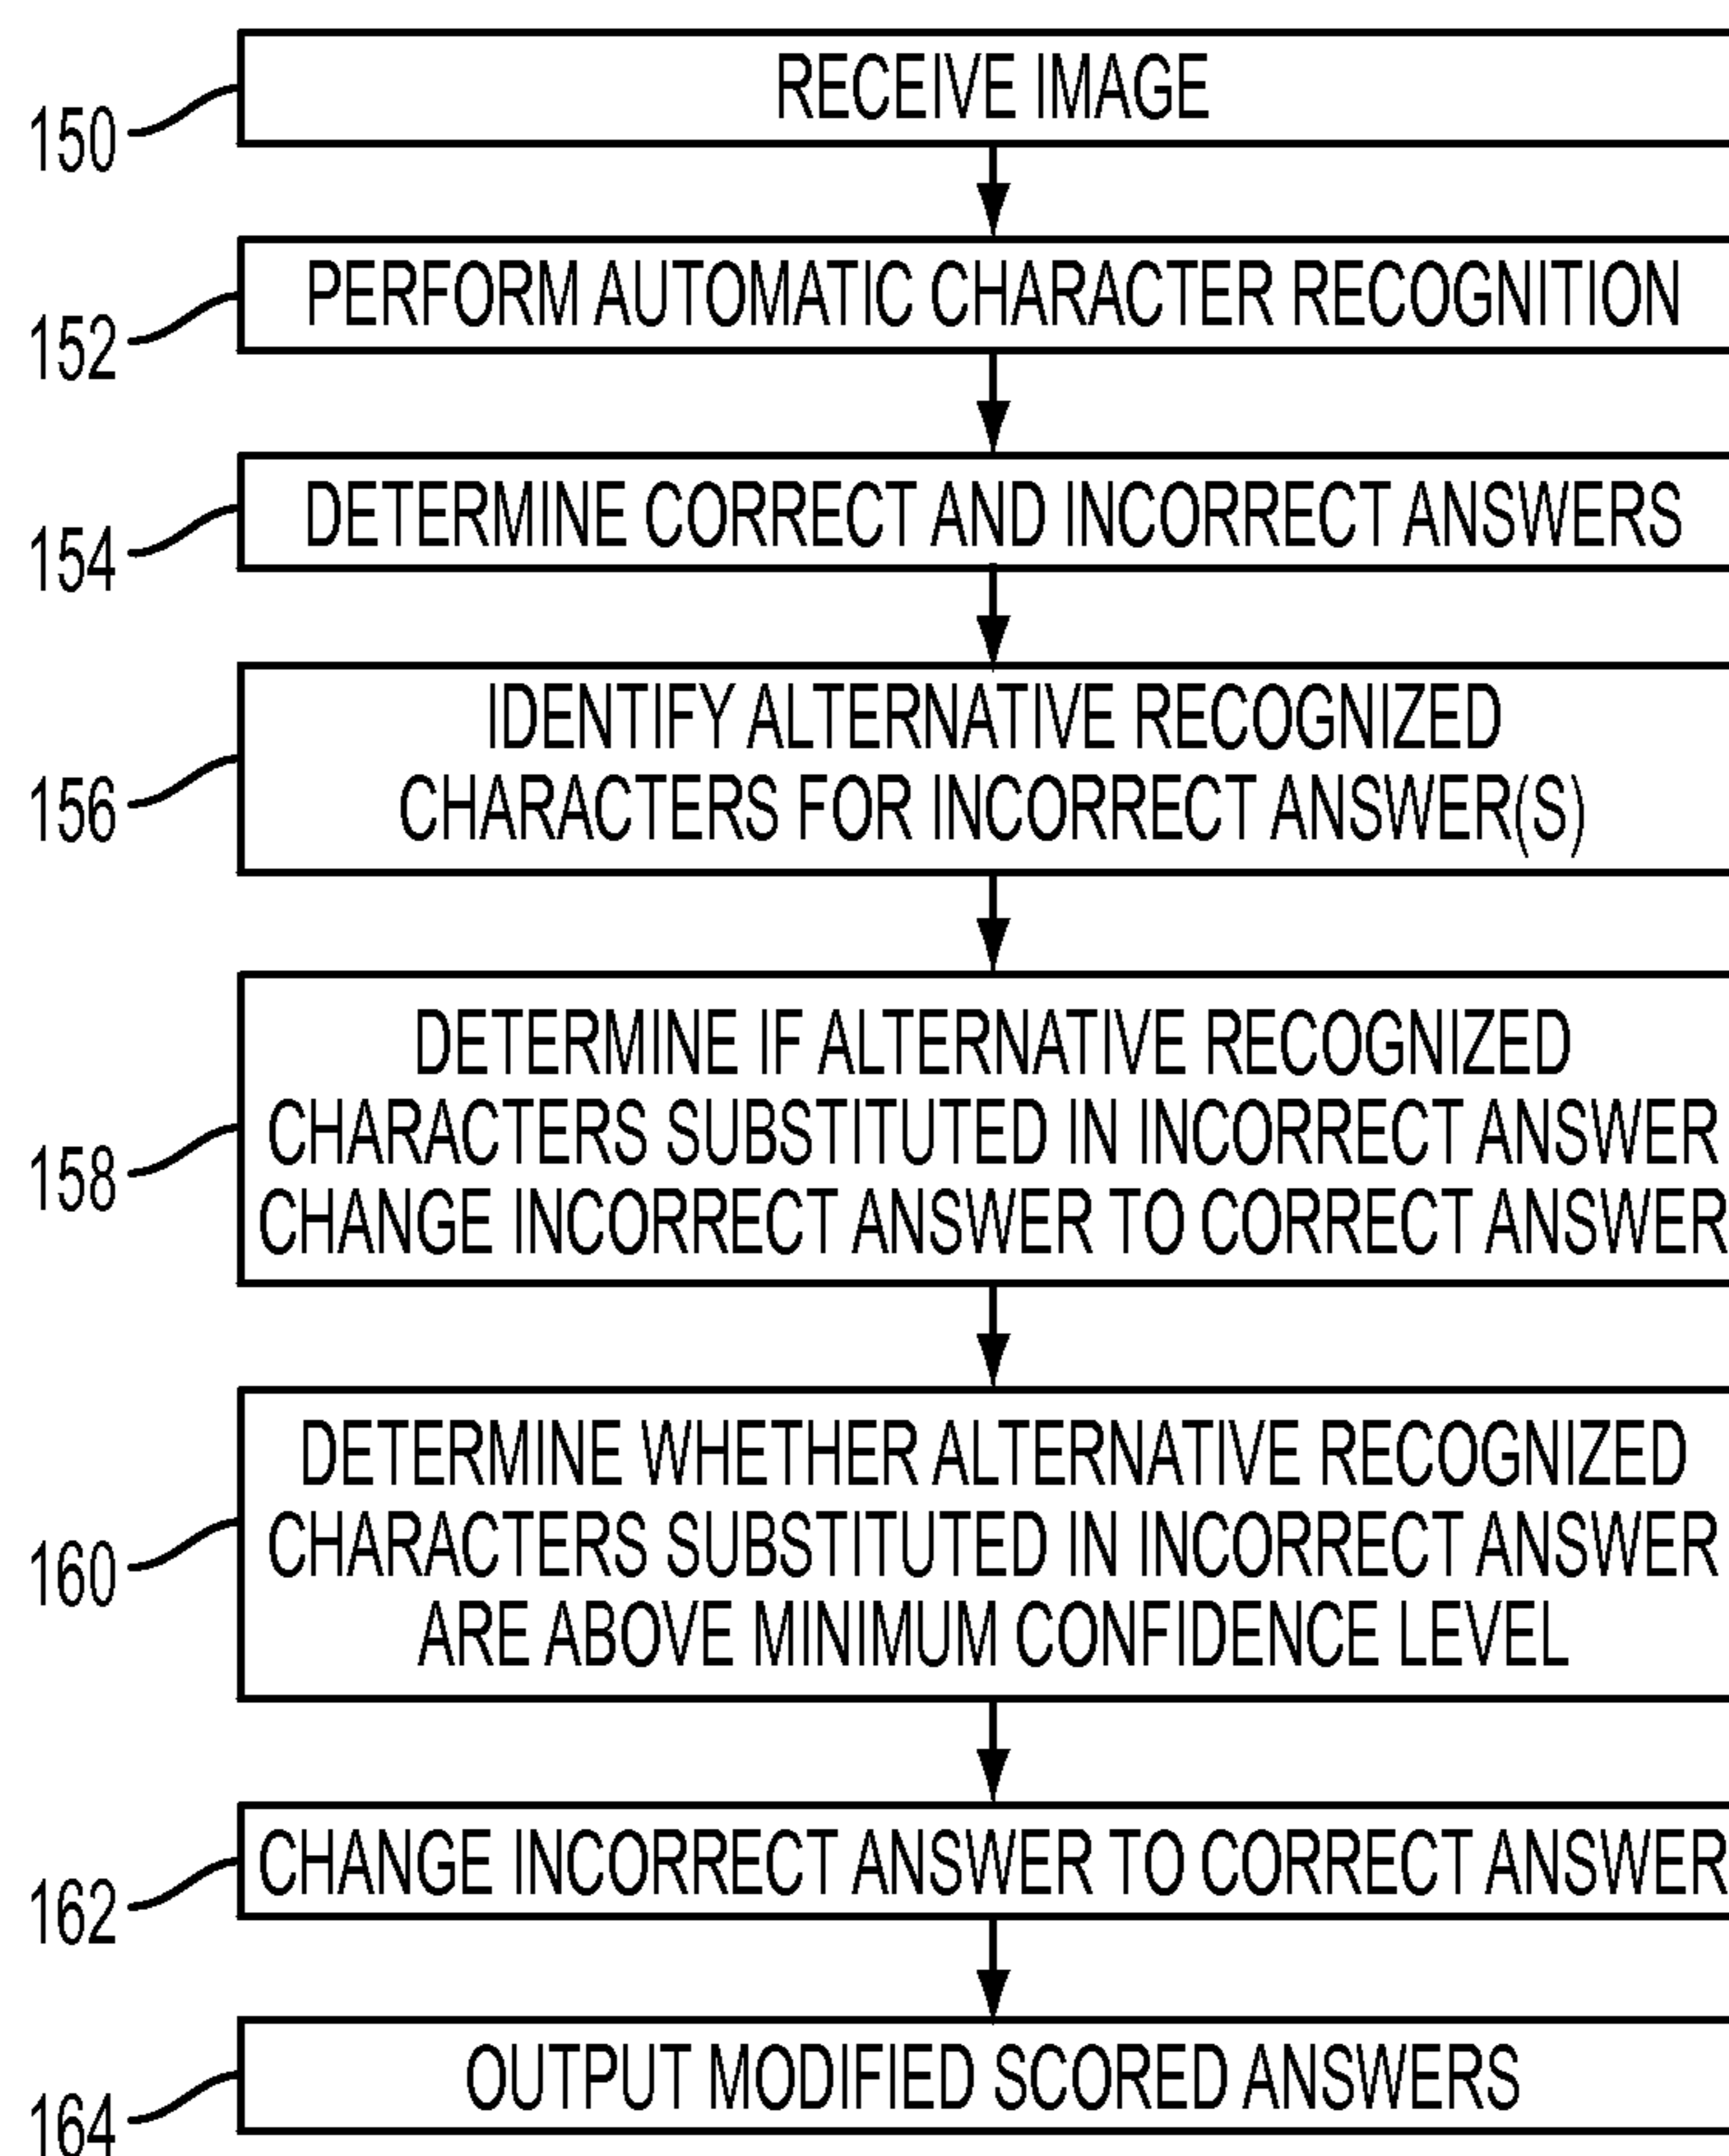 RECEIVE IMAGE
150
PERFORM AUTOMATIC CHARACTER RECOGNITION
152
DETERMINE CORRECT AND INCORRECT ANSWERS
154
IDENTIFY ALTERNATIVE RECOGNIZED
CHARACTERS FOR INCORRECT ANSWER(S)
156
DETERMINE IF ALTERNATIVE RECOGNIZED
CHARACTERS SUBSTITUTED IN INCORRECT ANSWER
CHANGE INCORRECT ANSWER TO CORRECT ANSWER
158
DETERMINE WHETHER ALTERNATIVE RECOGNIZED
CHARACTERS SUBSTITUTED IN INCORRECT ANSWER
ARE ABOVE MINIMUM CONFIDENCE LEVEL
160
CHANGE INCORRECT ANSWER TO CORRECT ANSWER
162
OUTPUT MODIFIED SCORED ANSWERS
164